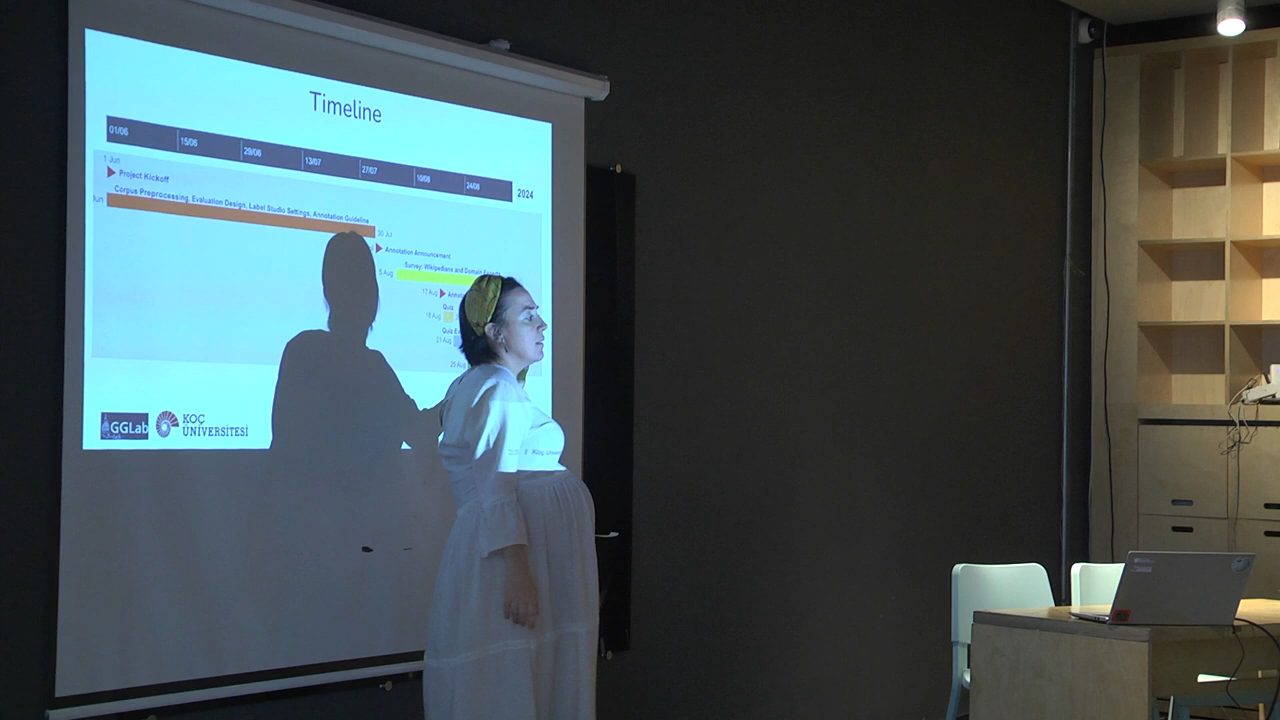 Timeline
01/06
15/06
29/06
13/07
27/07
10/08
24/08
2024
1 Jun
Project Kickoff
Jun
Corpus Preprocessing, Evaluation Design, Label Studio Settings, Annotation Guideline
30 Jul
Annotation Announcement
5 Aug
Survey: Wikipedians and Domain
17 Aug
18 Aug
Quiz
21 Aug
Quiz
25 Aug
GGLab
KOÇ
ÜNİVERSİTESİ